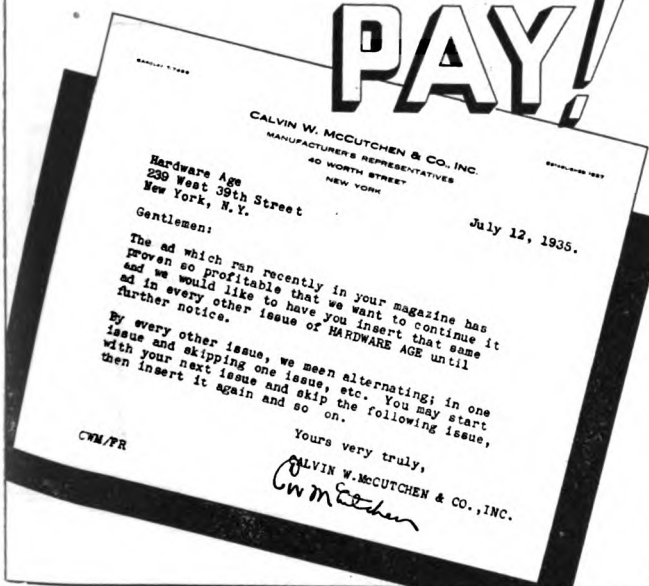 PAY!
CALVIN W. MCCUTCHEN & CO., INC.
MANUFACTURER'S REPRESENTATIVES
40 WORTH STREET
NEW YORK
Hardware Age
239 West 39th Street
New York, N.Y.
July 12, 1935.
Gentlemen:
The ad which ran recently in your magazine has
proven so profitable that we want to continue it
and we would like to have you insert that same
ad in every other issue of HARDWARE AGE until
further notice.
By every other issue, we meen alternating; in one
issue and skipping one issue, etc. You may start
with your next issue and skip the following issue,
then insert it again and so on.
Yours very truly,
CALVIN W.McCUTCHEN & CO.,INC.
CW McCutchen
CWM/FR